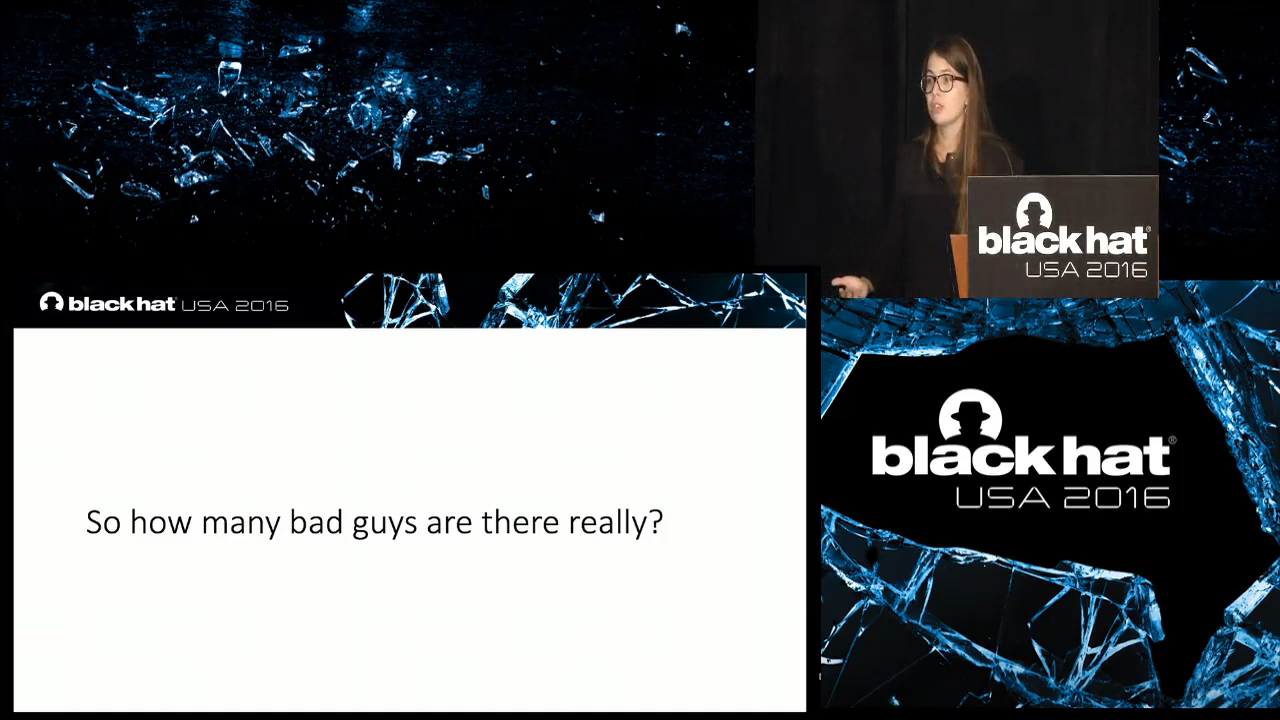 black hat®
USA 2016
black hat® USA 2016
So how many bad guys are there really?
black hat®
USA 2016